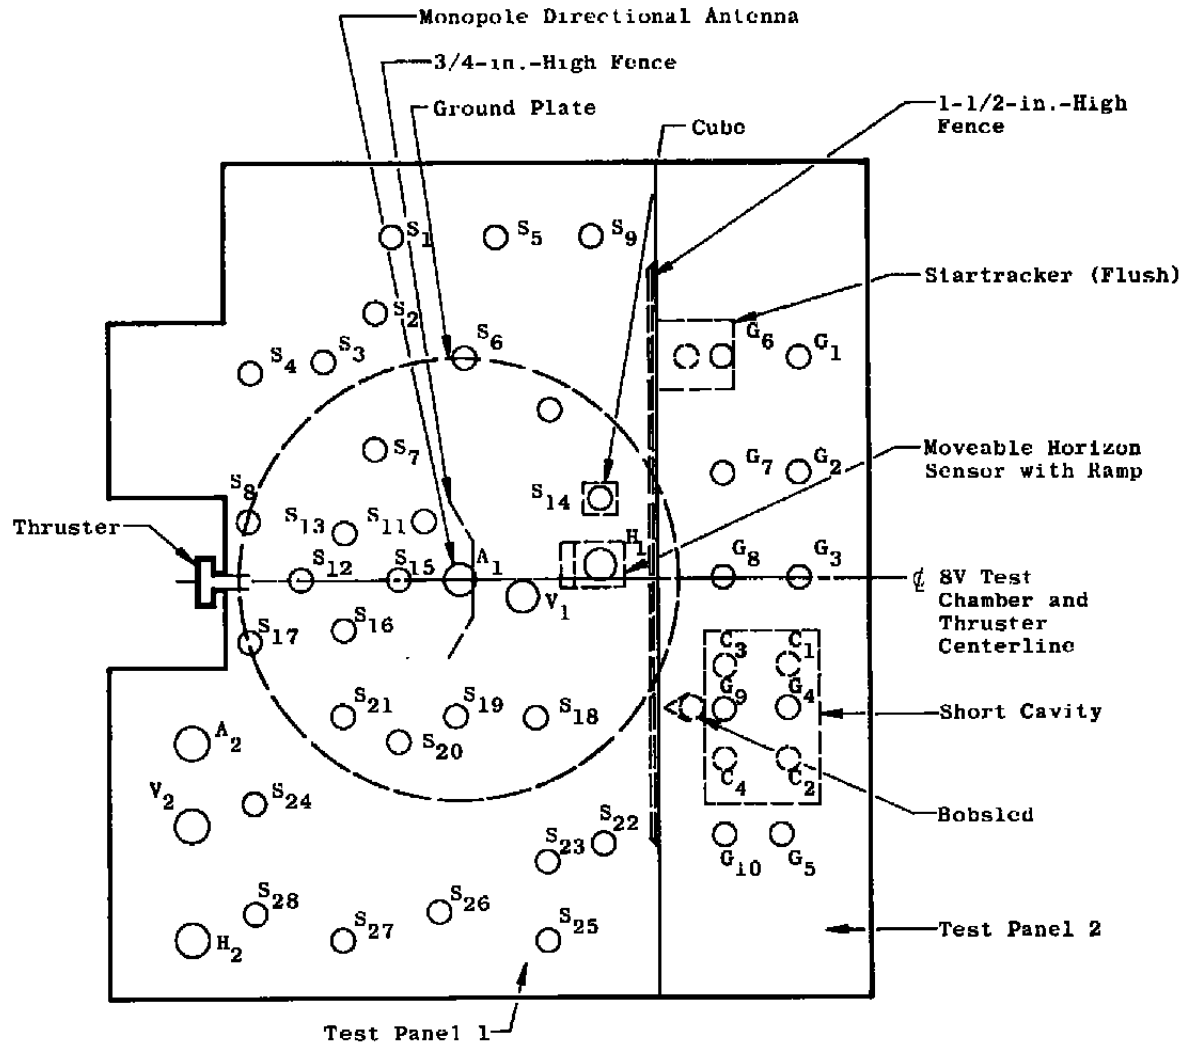 Monopole Directional Antenna
3/4-in.-High Fence
Ground Plate
Cube
1-1/2-in.-High
Fence
S1
S5
S9
Startracker (Flush)
S2
S6
G6
G1
S4
S3
S7
G7
G2
Moveable Horizon
Sensor with Ramp
S8
S14
S13
S11
Thruster
H1
S12
S15
A1
G8
G3
℄ 8V Test
Chamber and
Thruster
Centerline
V1
S17
S16
C3
C1
G9
G4
S21
S19
S18
Short Cavity
A2
S20
C4
C2
V2
S24
Bobsled
S22
S23
G10
G5
S28
S27
S26
S25
H2
Test Panel 2
Test Panel 1